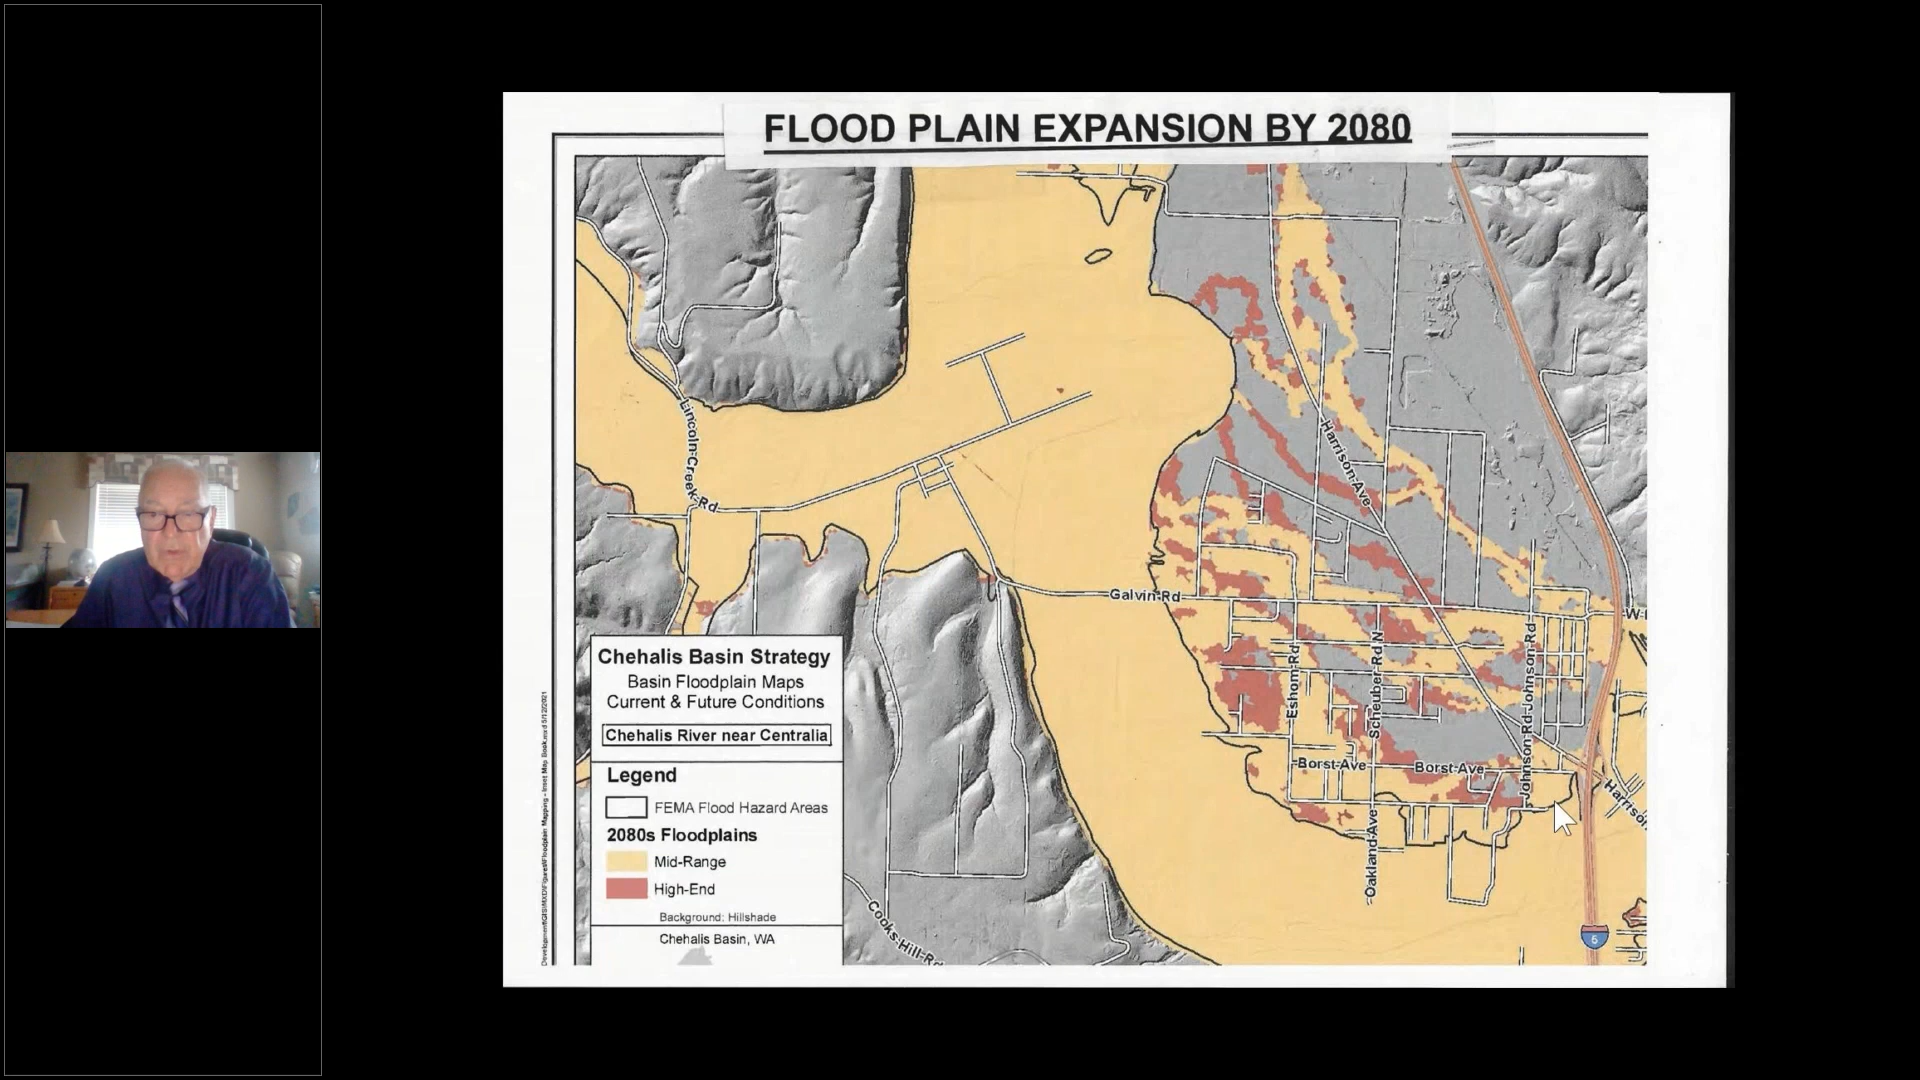 FLOOD PLAIN EXPANSION BY 2080
Lincoln Creek Rd
Harrison Ave
Galvin Rd
Eshom Rd
Scheuber Rd N
Johnson Rd
Johnson Rd
Borst Ave
Borst Ave
Oakland Ave
Harrison
Cooks Hill Rd
5
Chehalis Basin Strategy
Basin Floodplain Maps
Current & Future Conditions
Chehalis River near Centralia
Legend
FEMA Flood Hazard Areas
2080s Floodplains
Mid-Range
High-End
Background: Hillshade
Chehalis Basin, WA